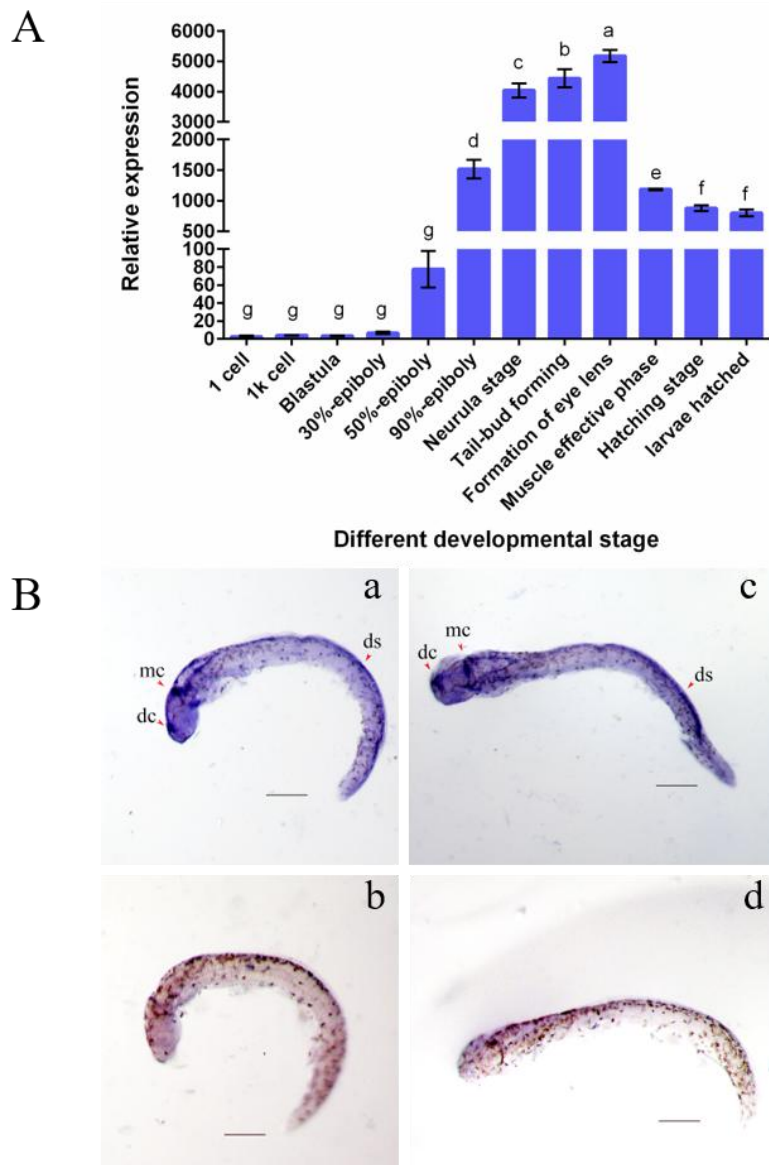 A
Relative expression
6000
5000
4000
3000
2000
1500
1000
500
100
80
60
40
20
0
g g g g g d c b a e f f
1 cell
1k cell
Blastula
30%-epiboly
50%-epiboly
90%-epiboly
Neurula stage
Tail-bud forming
Formation of eye lens
Muscle effective phase
Hatching stage
larvae hatched
Different developmental stage
B
a
mc
dc
ds
c
mc
dc
ds
b
d